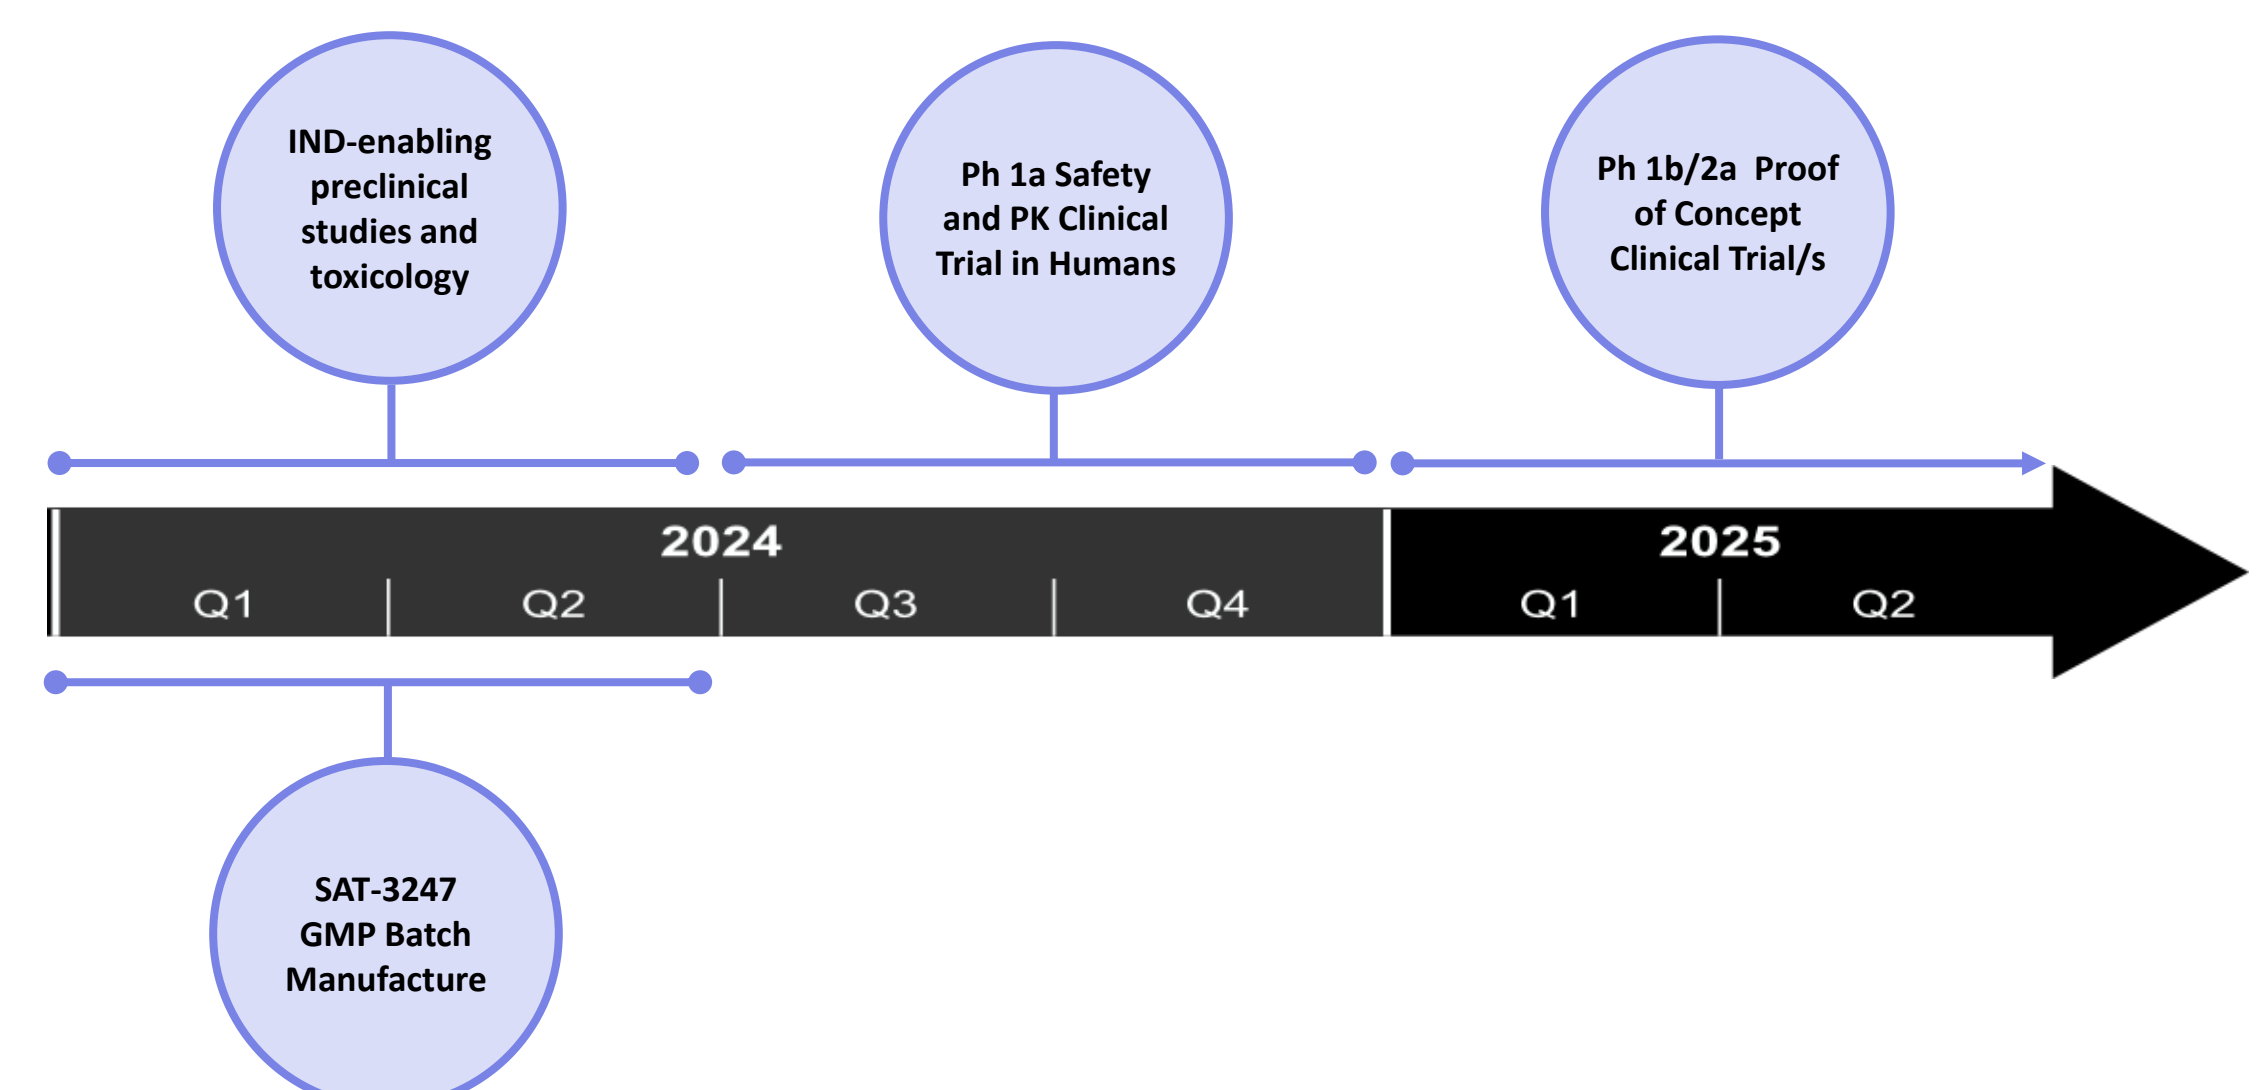 IND-enabling
preclinical
studies and
toxicology
Ph 1a Safety
and PK Clinical
Trial in Humans
Ph 1b/2a  Proof
of Concept
Clinical Trial/s
2024
2025
Q1
Q2
Q3
Q4
Q1
Q2
SAT-3247
GMP Batch
Manufacture